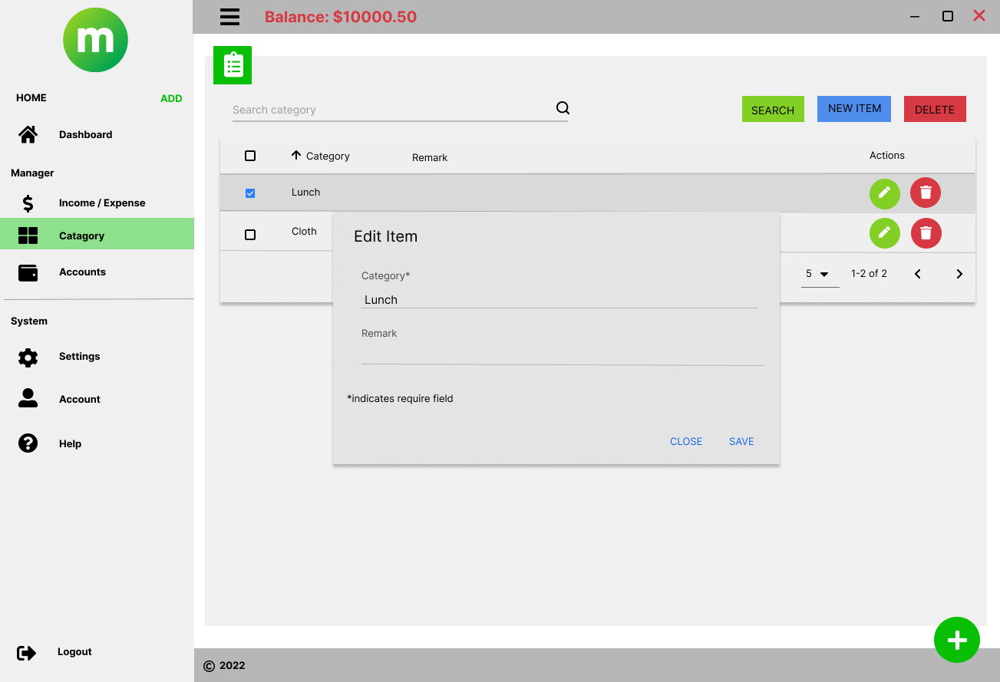 m
Balance: $10000.50
HOME
ADD
Dashboard
Manager
Income / Expense
Catagory
Accounts
System
Settings
Account
Help
Logout
Search category
SEARCH
NEW ITEM
DELETE
Category
Remark
Actions
Lunch
Cloth
5
1-2 of 2
Edit Item
Category*
Lunch
Remark
*indicates require field
CLOSE
SAVE
© 2022